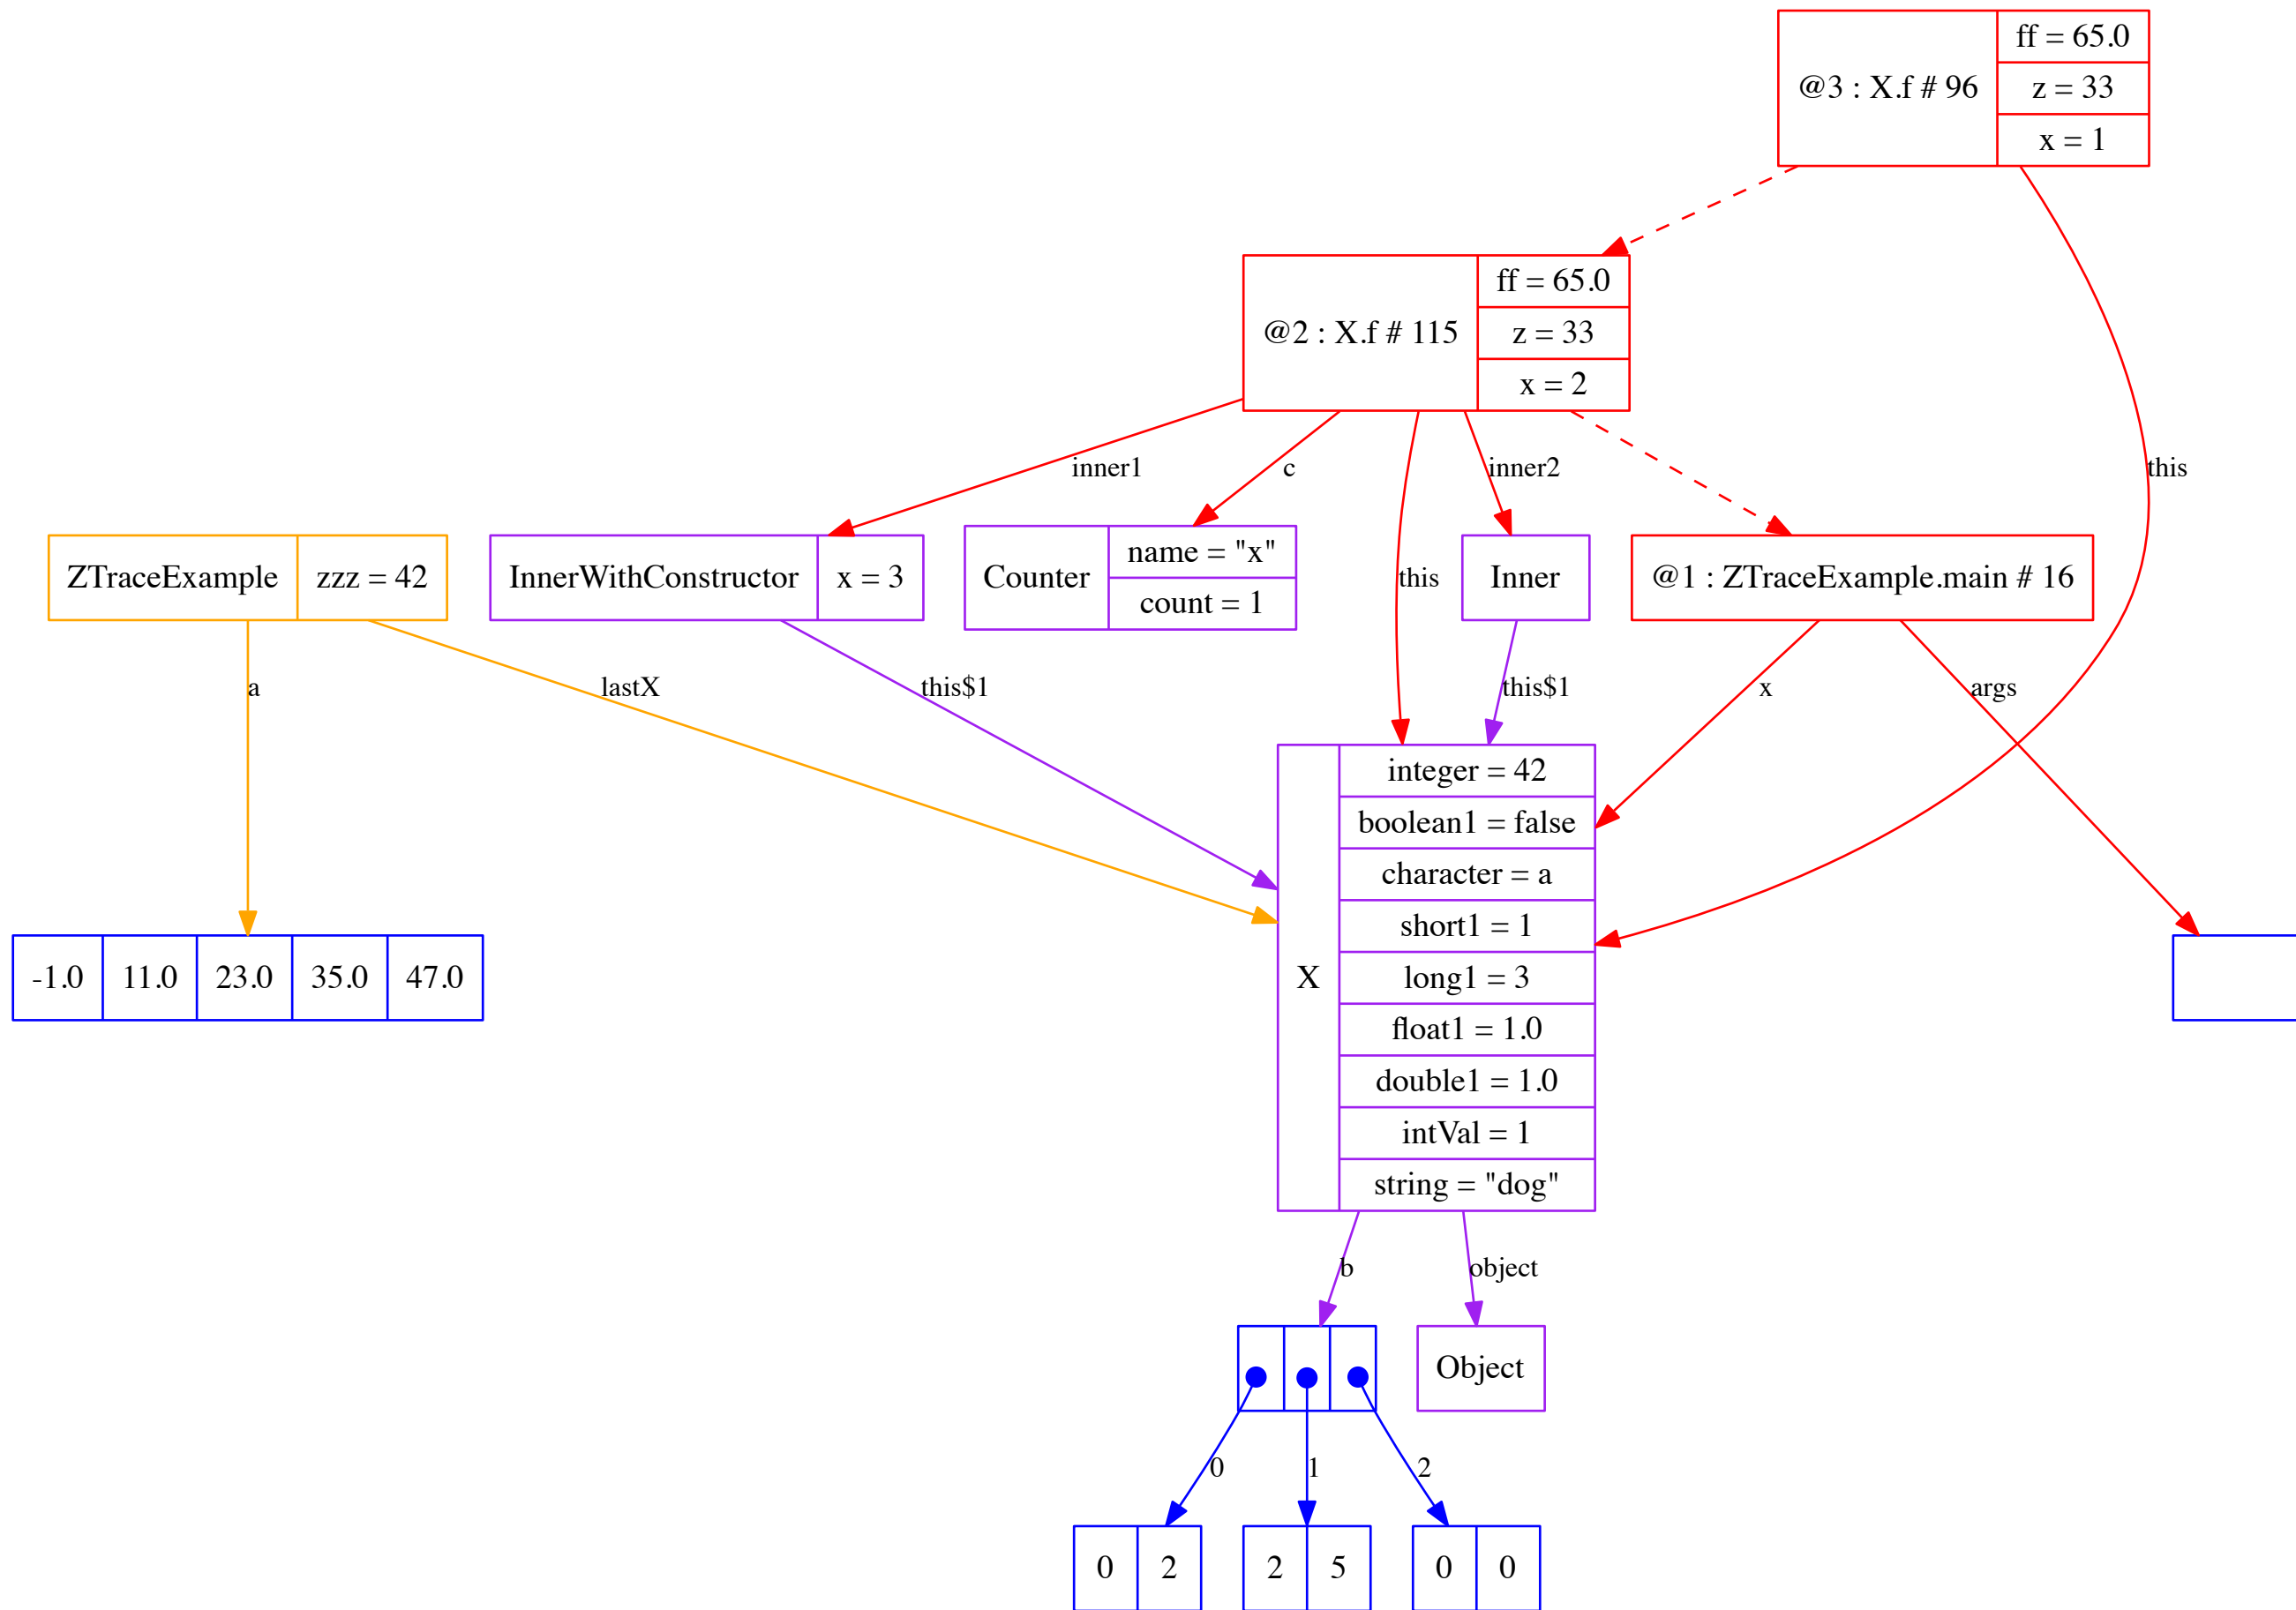 @3 : X.f # 96
ff = 65.0
z = 33
x = 1
@2 : X.f # 115
ff = 65.0
z = 33
x = 2
inner1
c
inner2
this
ZTraceExample
zzz = 42
InnerWithConstructor
x = 3
Counter
name = "x"
count = 1
this
Inner
@1 : ZTraceExample.main # 16
a
lastX
this$1
this$1
x
args
X
integer = 42
boolean1 = false
character = a
short1 = 1
long1 = 3
float1 = 1.0
double1 = 1.0
intVal = 1
string = "dog"
-1.0
11.0
23.0
35.0
47.0
b
object
Object
0
1
2
0
2
2
5
0
0